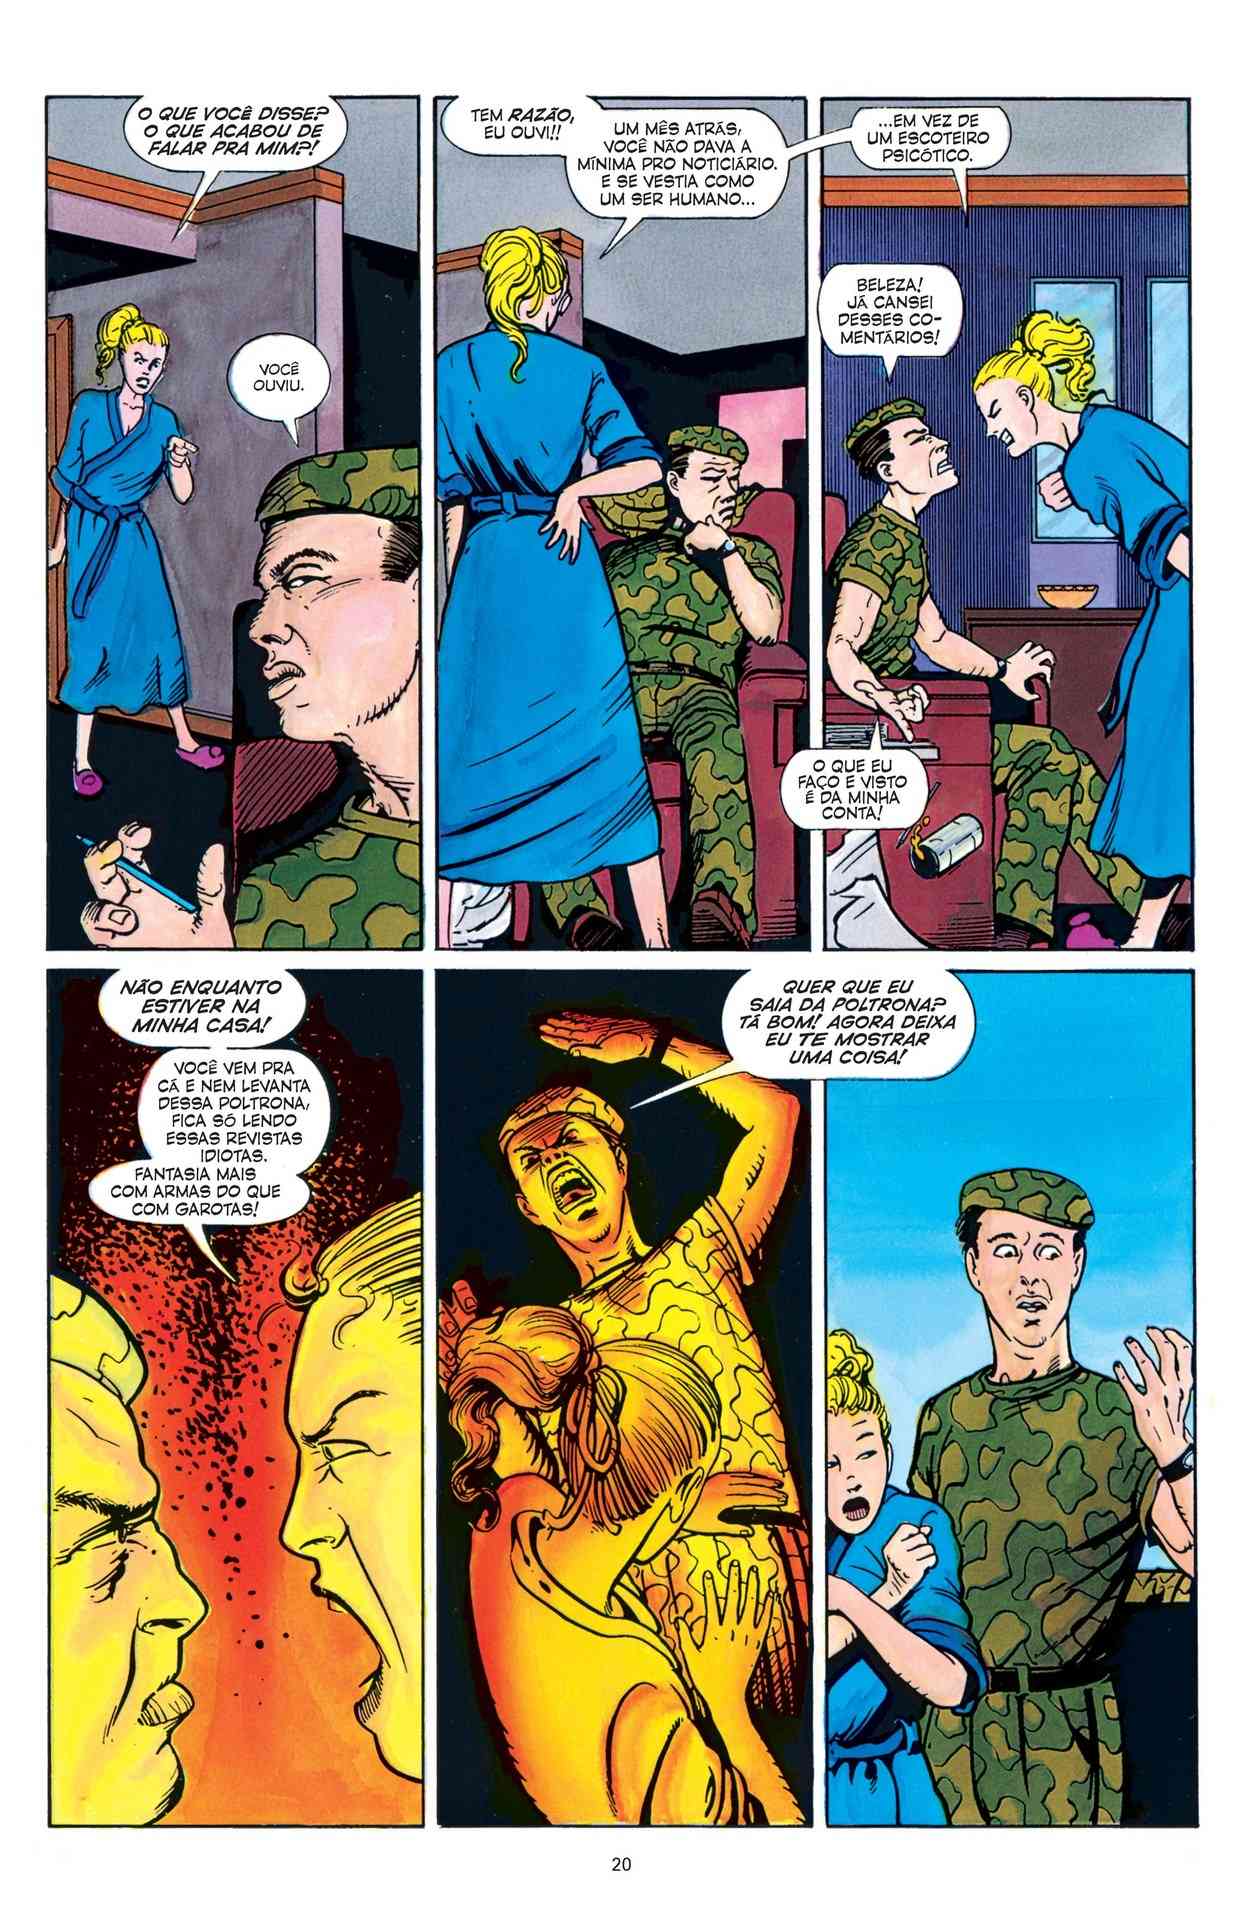 O QUE VOCÊ DISSE?
O QUE ACABOU DE
FALAR PRA MIM?!
VOCÊ
OUVIU.
TEM RAZÃO,
EU OUVI!!
UM MÊS ATRÁS,
VOCÊ NÃO DAVA A
MÍNIMA PRO NOTICIÁRIO.
E SE VESTIA COMO
UM SER HUMANO...
...EM VEZ DE
UM ESCOTEIRO
PSICÓTICO.
BELEZA!
JÁ CANSEI
DESSES CO-
MENTÁRIOS!
O QUE EU
FAÇO E VISTO
É DA MINHA
CONTA!
NÃO ENQUANTO
ESTIVER NA
MINHA CASA!
VOCÊ VEM PRA
CÁ E NEM LEVANTA
DESSA POLTRONA,
FICA SÓ LENDO
ESSAS REVISTAS
IDIOTAS.
FANTASIA MAIS
COM ARMAS DO QUE
COM GAROTAS!
QUER QUE EU
SAIA DA POLTRONA?
TÁ BOM! AGORA DEIXA
EU TE MOSTRAR
UMA COISA!
20